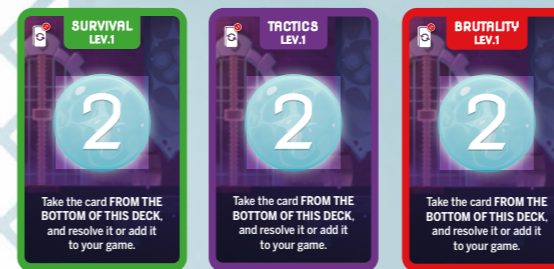 SURVIVAL
LEV.1
2
Take the card FROM THE
BOTTOM OF THIS DECK,
and resolve it or add it
to your game.
TACTICS
LEV.1
2
Take the card FROM THE
BOTTOM OF THIS DECK,
and resolve it or add it
to your game.
BRUTALITY
LEV.1
2
Take the card FROM THE
BOTTOM OF THIS DECK,
and resolve it or add it
to your game.